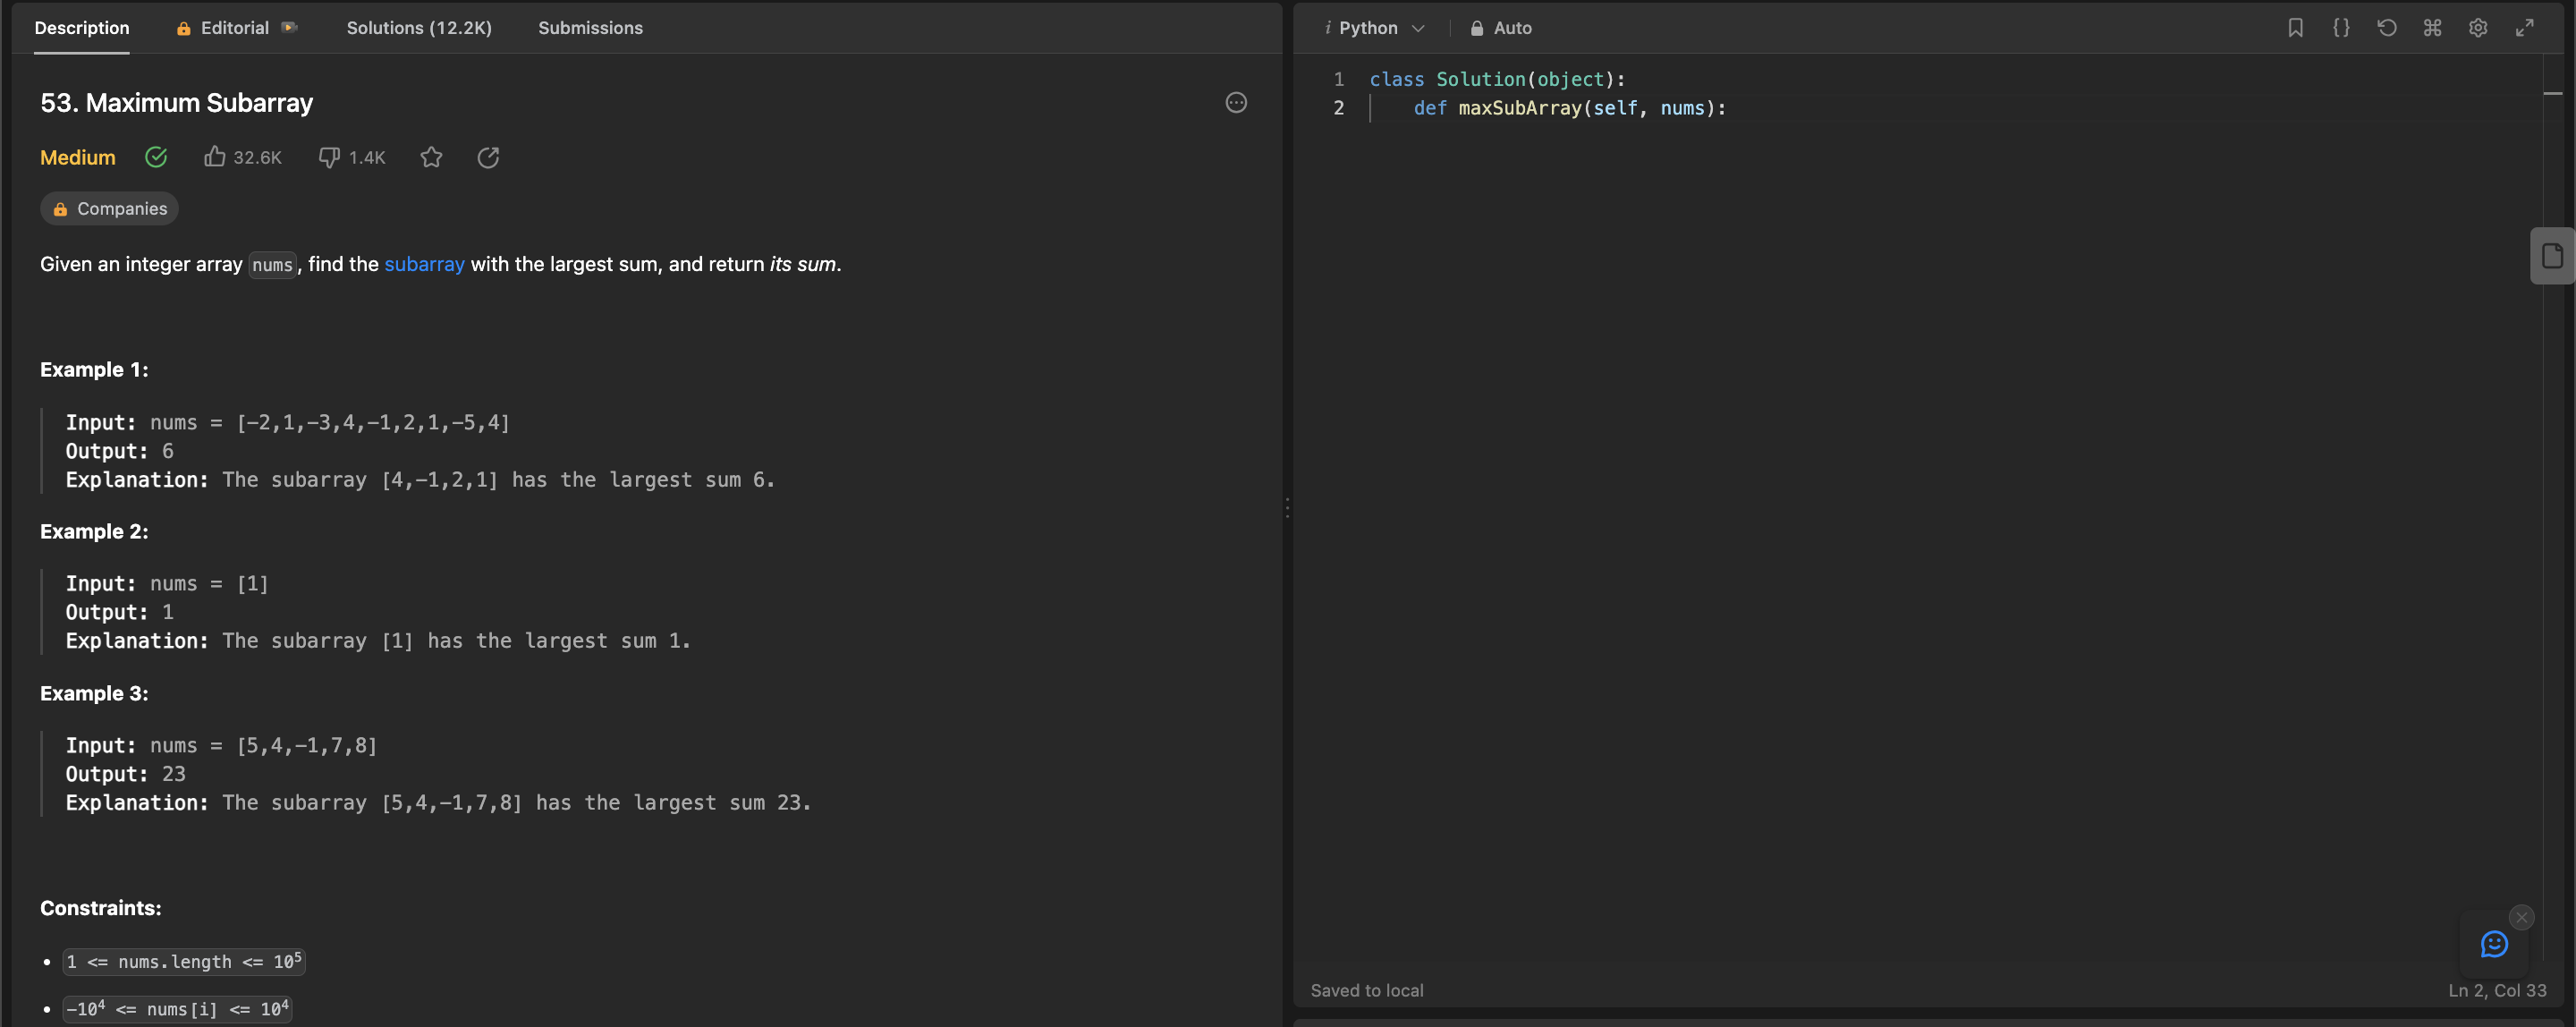 Description Editorial Solutions (12.2K) Submissions
53. Maximum Subarray
Medium 32.6K 1.4K
Companies
Given an integer array nums, find the subarray with the largest sum, and return its sum.
Example 1:
Input: nums = [-2,1,-3,4,-1,2,1,-5,4]
Output: 6
Explanation: The subarray [4,-1,2,1] has the largest sum 6.
Example 2:
Input: nums = [1]
Output: 1
Explanation: The subarray [1] has the largest sum 1.
Example 3:
Input: nums = [5,4,-1,7,8]
Output: 23
Explanation: The subarray [5,4,-1,7,8] has the largest sum 23.
Constraints:
• 1 <= nums.length <= 10⁵
• -10⁴ <= nums[i] <= 10⁴
i Python Auto
1 class Solution(object):
2 def maxSubArray(self, nums):
Saved to local Ln 2, Col 33